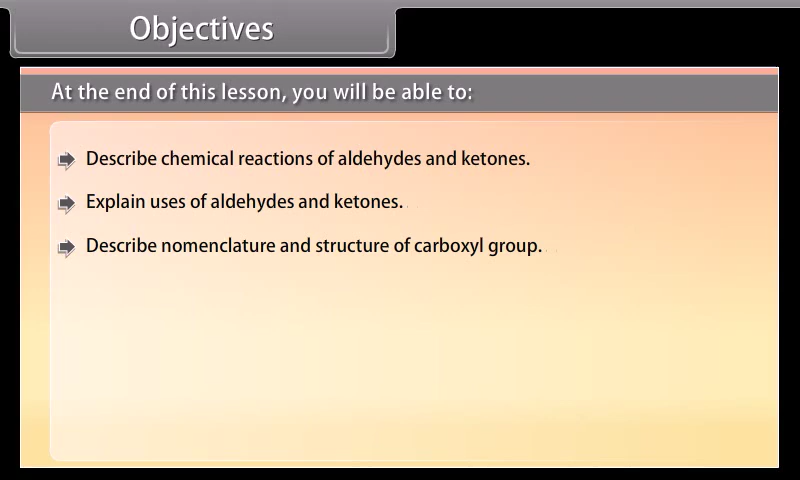 Objectives
At the end of this lesson, you will be able to:
Describe chemical reactions of aldehydes and ketones.
Explain uses of aldehydes and ketones.
Describe nomenclature and structure of carboxyl group.